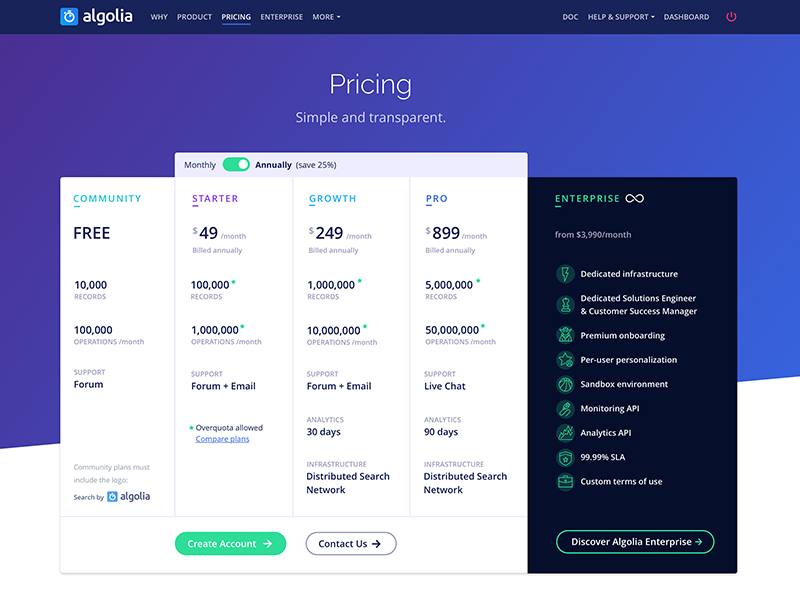 algolia WHY PRODUCT PRICING ENTERPRISE MORE DOC HELP & SUPPORT DASHBOARD
Pricing
Simple and transparent.
Monthly Annually (save 25%)
COMMUNITY
FREE
10,000
RECORDS
100,000
OPERATIONS /month
SUPPORT
Forum
Community plans must
include the logo:
Search by algolia
STARTER
$49 /month
Billed annually
100,000 *
RECORDS
1,000,000 *
OPERATIONS /month
SUPPORT
Forum + Email
* Overquota allowed
Compare plans
GROWTH
$249 /month
Billed annually
1,000,000 *
RECORDS
10,000,000 *
OPERATIONS /month
SUPPORT
Forum + Email
ANALYTICS
30 days
INFRASTRUCTURE
Distributed Search
Network
PRO
$899 /month
Billed annually
5,000,000 *
RECORDS
50,000,000 *
OPERATIONS /month
SUPPORT
Live Chat
ANALYTICS
90 days
INFRASTRUCTURE
Distributed Search
Network
ENTERPRISE
from $3,990/month
Dedicated infrastructure
Dedicated Solutions Engineer
& Customer Success Manager
Premium onboarding
Per-user personalization
Sandbox environment
Monitoring API
Analytics API
99.99% SLA
Custom terms of use
Create Account →
Contact Us →
Discover Algolia Enterprise →